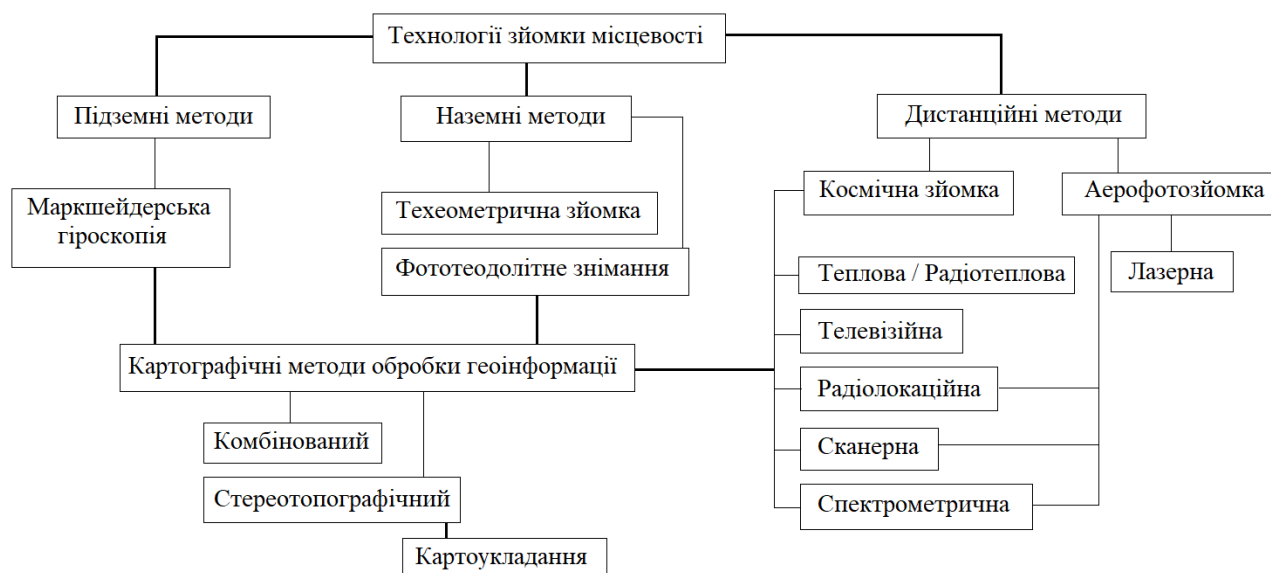 Технології зйомки місцевості
Підземні методи
Наземні методи
Дистанційні методи
Маркшейдерська
гіроскопія
Техеометрична зйомка
Фототеодолітне знімання
Космічна зйомка
Аерофотозйомка
Лазерна
Теплова / Радіотеплова
Телевізійна
Радіолокаційна
Сканерна
Спектрометрична
Картографічні методи обробки геоінформації
Комбінований
Стереотопографічний
Картоукладання